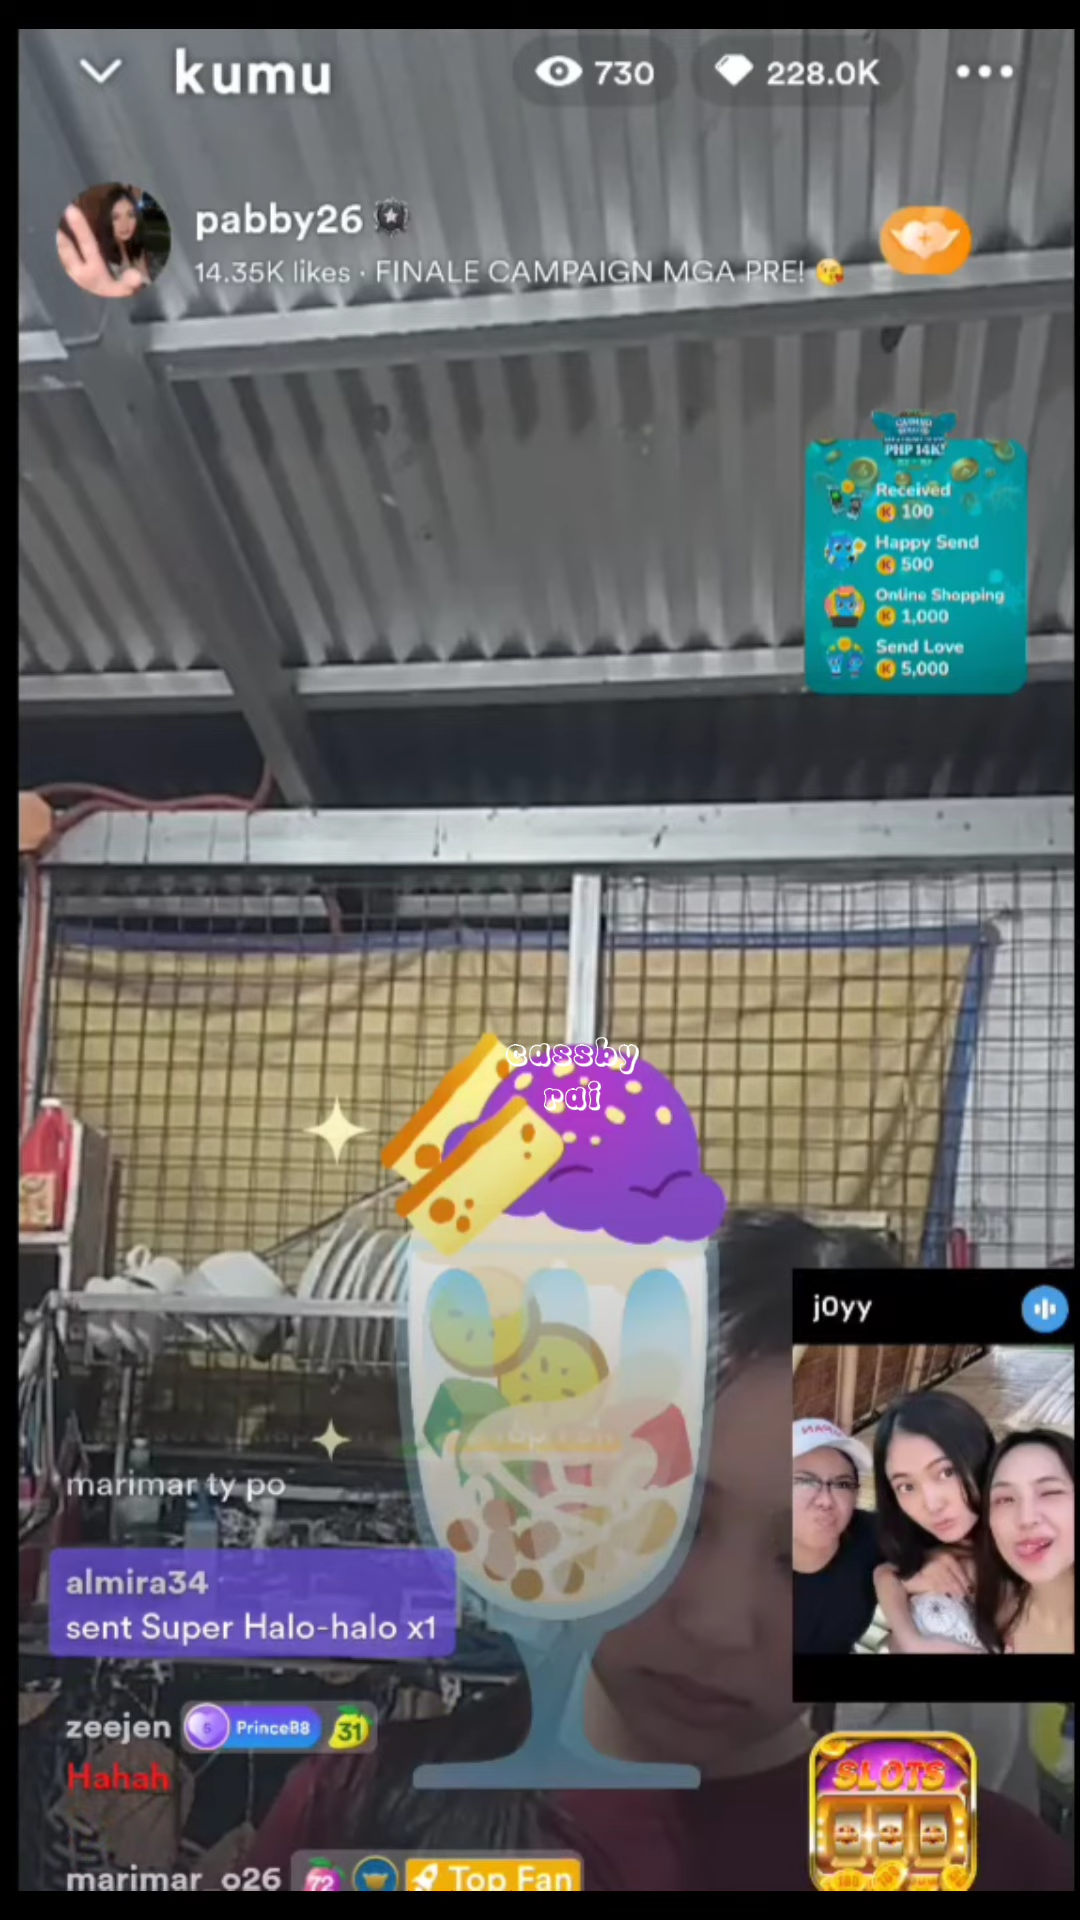 kumu
730
228.0K
pabby26
14.35K likes · FINALE CAMPAIGN MGA PRE! 😘
PHP 14K!
Received
K 100
Happy Send
K 500
Online Shopping
K 1,000
Send Love
K 5,000
cassby
rdi
j0yy
marimar ty po
almira34
sent Super Halo-halo x1
zeejen PrinceB8 31
Hahah
SLOTS
marimar_o26 72 Top Fan